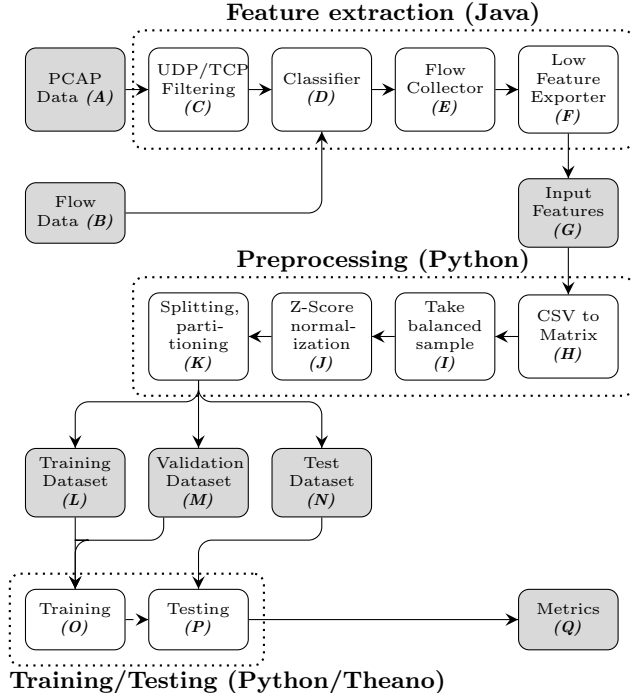 Feature extraction (Java)
PCAP
Data (A)
UDP/TCP
Filtering
(C)
Classifier
(D)
Flow
Collector
(E)
Low
Feature
Exporter
(F)
Flow
Data (B)
Input
Features
(G)
Preprocessing (Python)
Splitting,
parti-
tioning
(K)
Z-Score
normal-
ization
(J)
Take
balanced
sample
(I)
CSV to
Matrix
(H)
Training
Dataset
(L)
Validation
Dataset
(M)
Test
Dataset
(N)
Training
(O)
Testing
(P)
Metrics
(Q)
Training/Testing (Python/Theano)